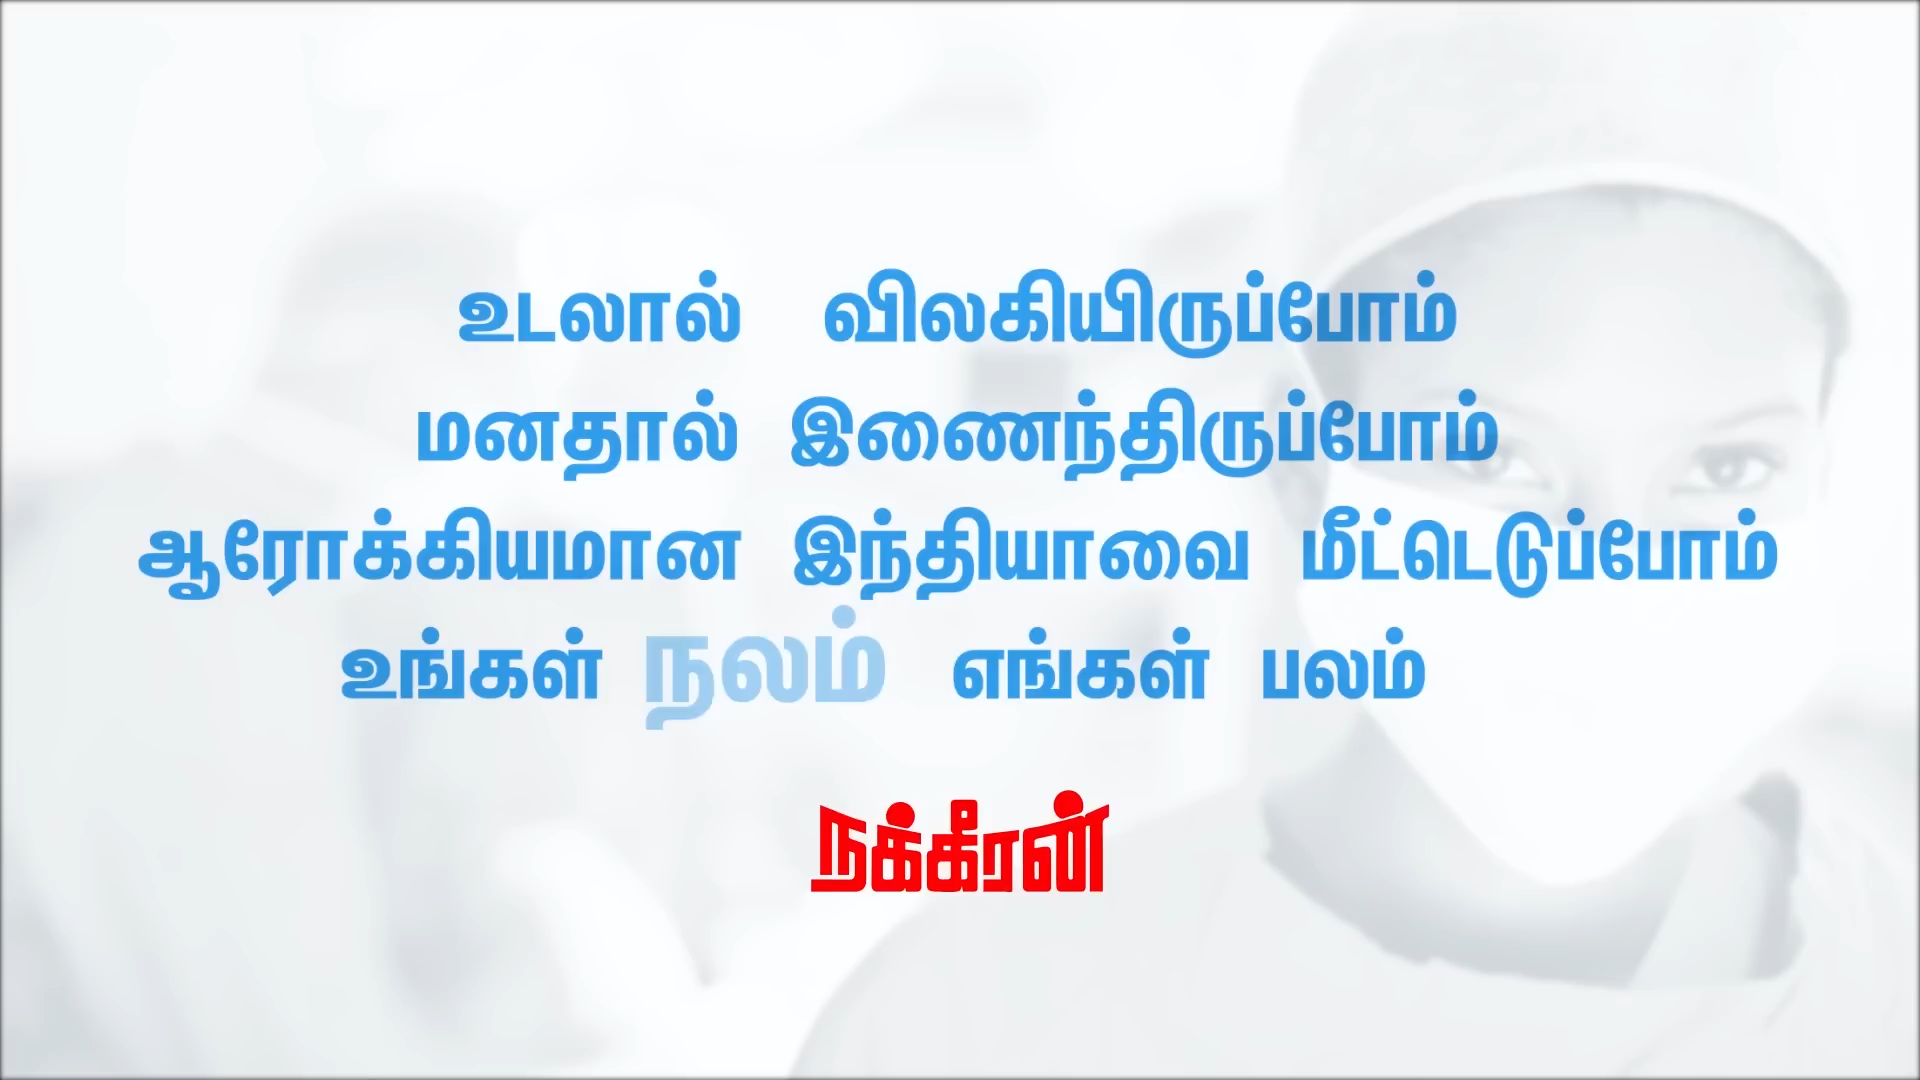 உடலால் விலகியிருப்போம்
மனதால் இணைந்திருப்போம்
ஆரோக்கியமான இந்தியாவை மீட்டெடுப்போம்
உங்கள் நலம் எங்கள் பலம்
நக்கீரன்